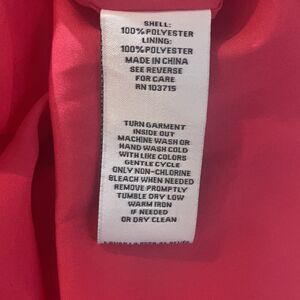 SHELL:
100% POLYESTER
LINING:
100% POLYESTER
MADE IN CHINA
SEE REVERSE
FOR CARE
RN 103715
TURN GARMENT
INSIDE OUT
MACHINE WASH OR
HAND WASH COLD
WITH LIKE COLORS
GENTLE CYCLE
ONLY NON-CHLORINE
BLEACH WHEN NEEDED
REMOVE PROMPTLY
TUMBLE DRY LOW
WARM IRON
IF NEEDED
OR DRY CLEAN